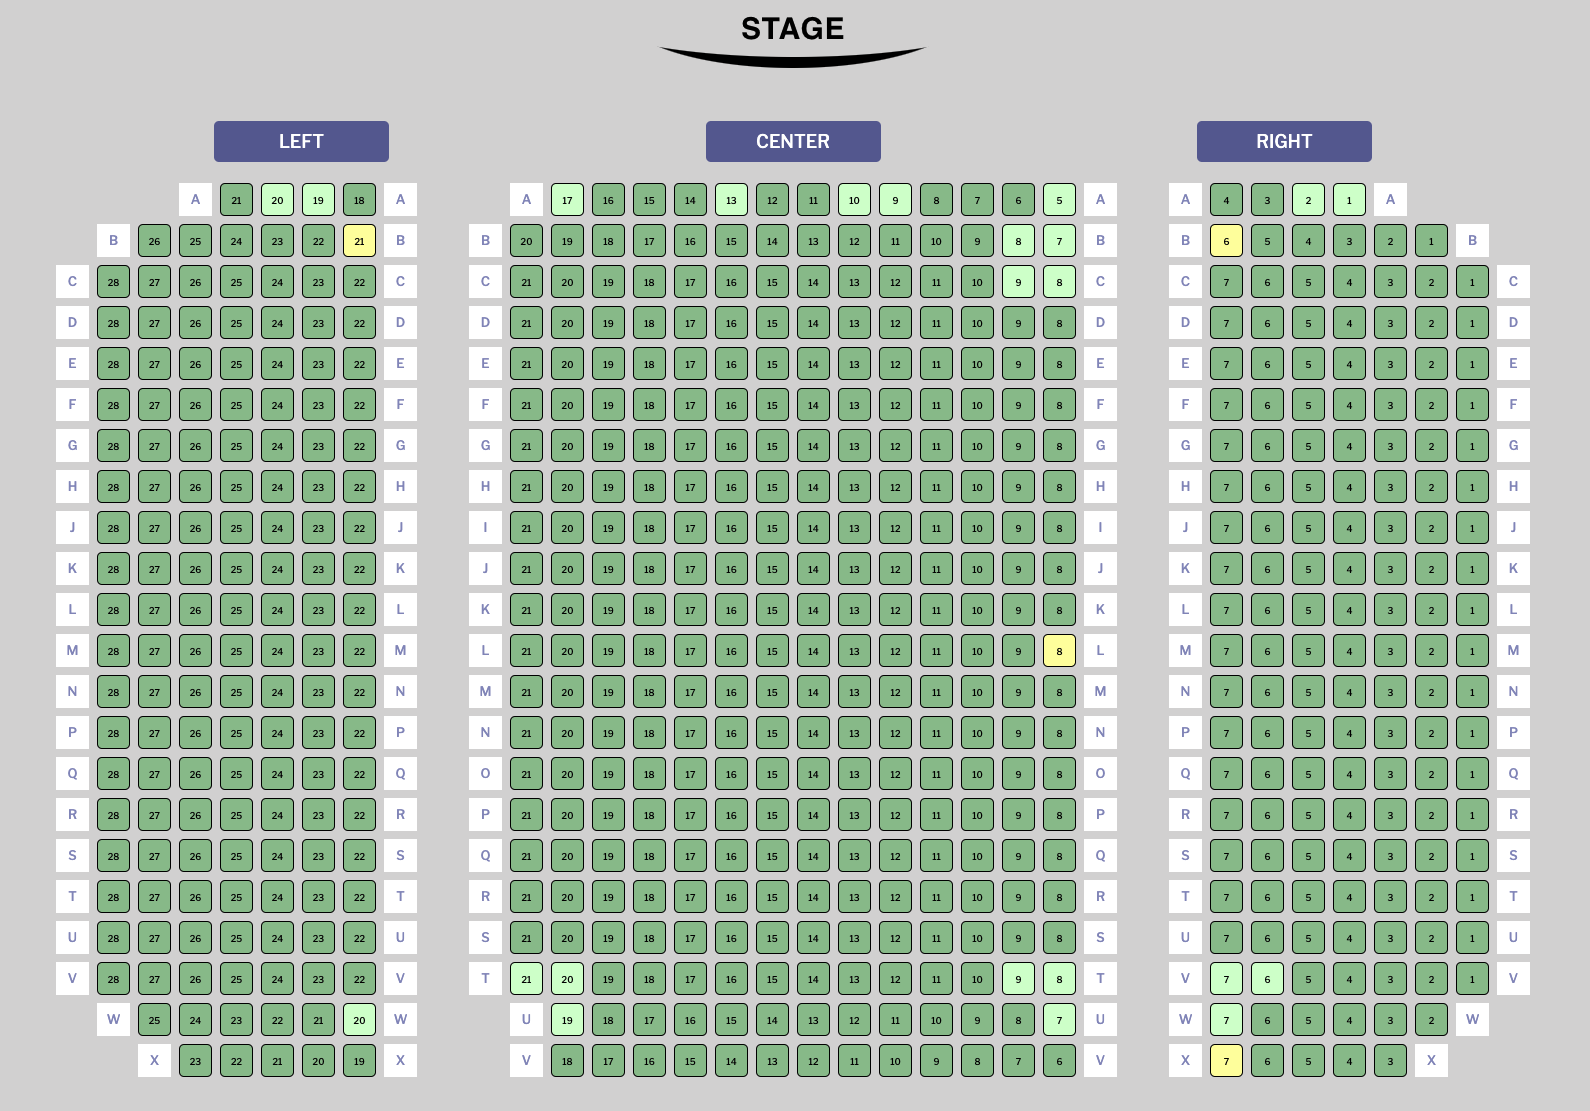 STAGE
LEFT CENTER RIGHT
A 21 20 19 18 A A 17 16 15 14 13 12 11 10 9 8 7 6 5 A A 4 3 2 1 A
B 26 25 24 23 22 21 B B 20 19 18 17 16 15 14 13 12 11 10 9 8 7 B B 6 5 4 3 2 1 B
C 28 27 26 25 24 23 22 C C 21 20 19 18 17 16 15 14 13 12 11 10 9 8 C C 7 6 5 4 3 2 1 C
D 28 27 26 25 24 23 22 D D 21 20 19 18 17 16 15 14 13 12 11 10 9 8 D D 7 6 5 4 3 2 1 D
E 28 27 26 25 24 23 22 E E 21 20 19 18 17 16 15 14 13 12 11 10 9 8 E E 7 6 5 4 3 2 1 E
F 28 27 26 25 24 23 22 F F 21 20 19 18 17 16 15 14 13 12 11 10 9 8 F F 7 6 5 4 3 2 1 F
G 28 27 26 25 24 23 22 G G 21 20 19 18 17 16 15 14 13 12 11 10 9 8 G G 7 6 5 4 3 2 1 G
H 28 27 26 25 24 23 22 H H 21 20 19 18 17 16 15 14 13 12 11 10 9 8 H H 7 6 5 4 3 2 1 H
J 28 27 26 25 24 23 22 J I 21 20 19 18 17 16 15 14 13 12 11 10 9 8 I J 7 6 5 4 3 2 1 J
K 28 27 26 25 24 23 22 K J 21 20 19 18 17 16 15 14 13 12 11 10 9 8 J K 7 6 5 4 3 2 1 K
L 28 27 26 25 24 23 22 L K 21 20 19 18 17 16 15 14 13 12 11 10 9 8 K L 7 6 5 4 3 2 1 L
M 28 27 26 25 24 23 22 M L 21 20 19 18 17 16 15 14 13 12 11 10 9 8 L M 7 6 5 4 3 2 1 M
N 28 27 26 25 24 23 22 N M 21 20 19 18 17 16 15 14 13 12 11 10 9 8 M N 7 6 5 4 3 2 1 N
P 28 27 26 25 24 23 22 P N 21 20 19 18 17 16 15 14 13 12 11 10 9 8 N P 7 6 5 4 3 2 1 P
Q 28 27 26 25 24 23 22 Q O 21 20 19 18 17 16 15 14 13 12 11 10 9 8 O Q 7 6 5 4 3 2 1 Q
R 28 27 26 25 24 23 22 R P 21 20 19 18 17 16 15 14 13 12 11 10 9 8 P R 7 6 5 4 3 2 1 R
S 28 27 26 25 24 23 22 S Q 21 20 19 18 17 16 15 14 13 12 11 10 9 8 Q S 7 6 5 4 3 2 1 S
T 28 27 26 25 24 23 22 T R 21 20 19 18 17 16 15 14 13 12 11 10 9 8 R T 7 6 5 4 3 2 1 T
U 28 27 26 25 24 23 22 U S 21 20 19 18 17 16 15 14 13 12 11 10 9 8 S U 7 6 5 4 3 2 1 U
V 28 27 26 25 24 23 22 V T 21 20 19 18 17 16 15 14 13 12 11 10 9 8 T V 7 6 5 4 3 2 1 V
W 25 24 23 22 21 20 W U 19 18 17 16 15 14 13 12 11 10 9 8 7 U W 7 6 5 4 3 2 W
X 23 22 21 20 19 X V 18 17 16 15 14 13 12 11 10 9 8 7 6 V X 7 6 5 4 3 X